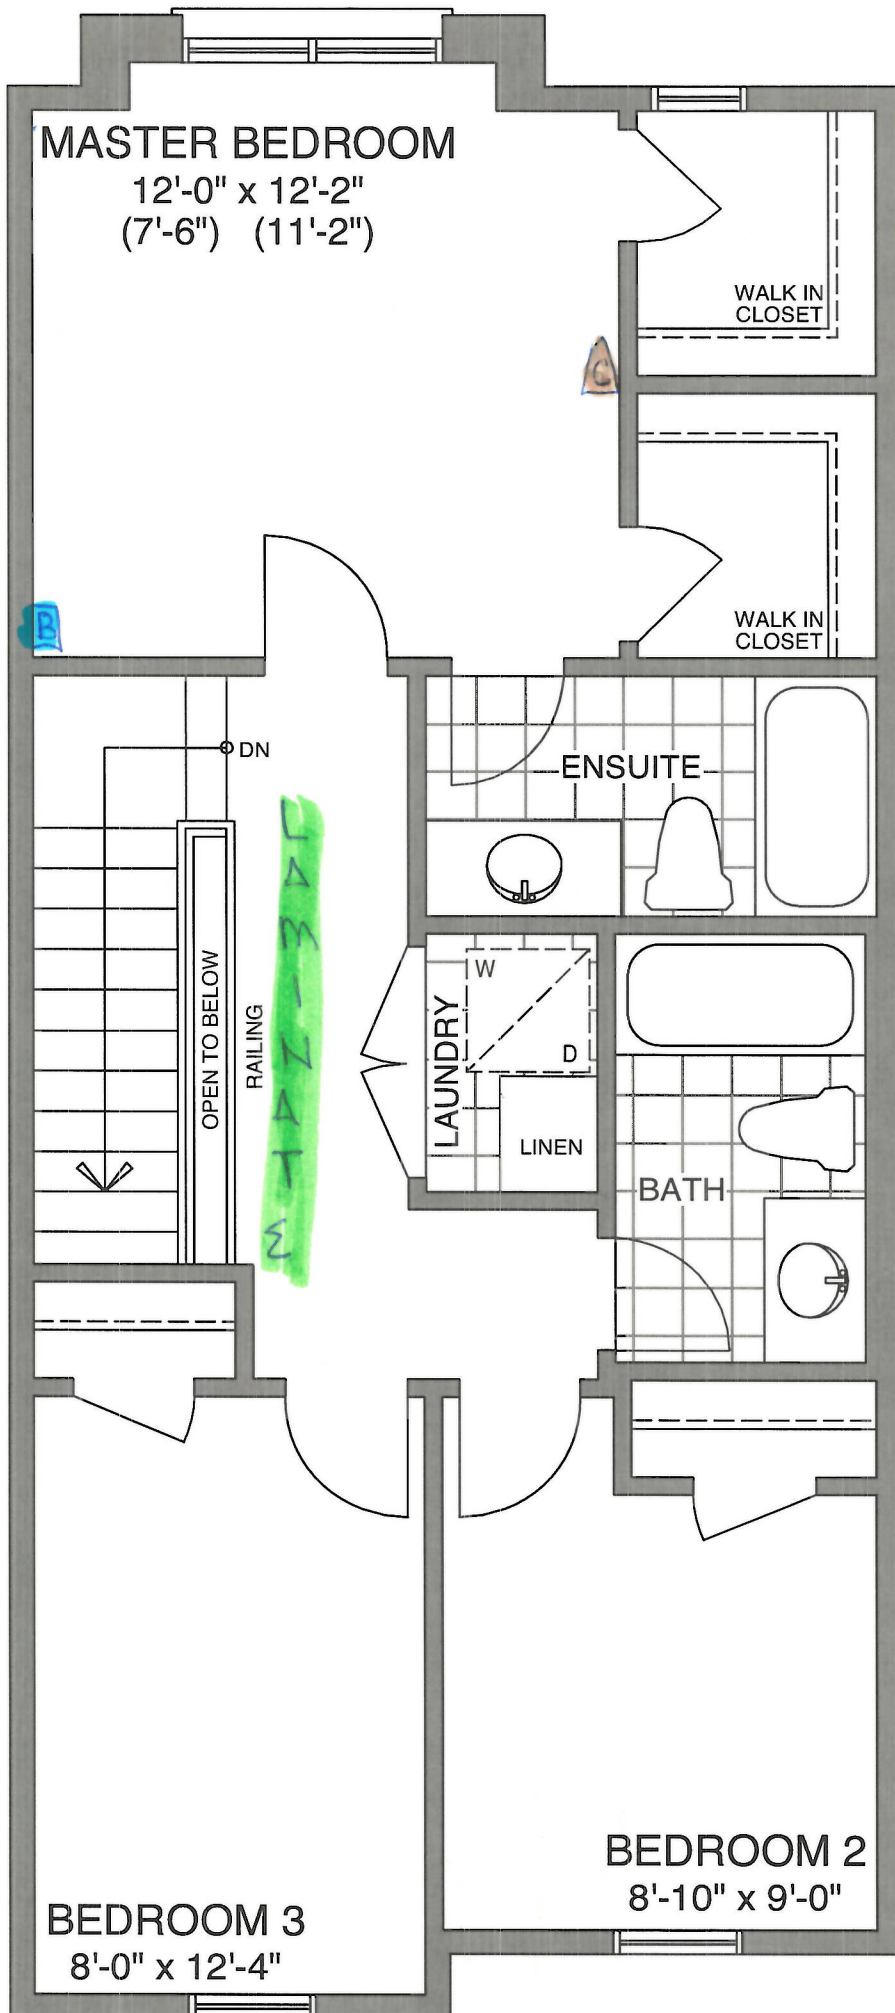 MASTER BEDROOM
12'-0" x 12'-2"
(7'-6") (11'-2")
WALK IN
CLOSET
C
WALK IN
CLOSET
B
DN
ENSUITE
LAMINATE
OPEN TO BELOW
RAILING
LAUNDRY
W
D
LINEN
BATH
BEDROOM 2
8'-10" x 9'-0"
BEDROOM 3
8'-0" x 12'-4"